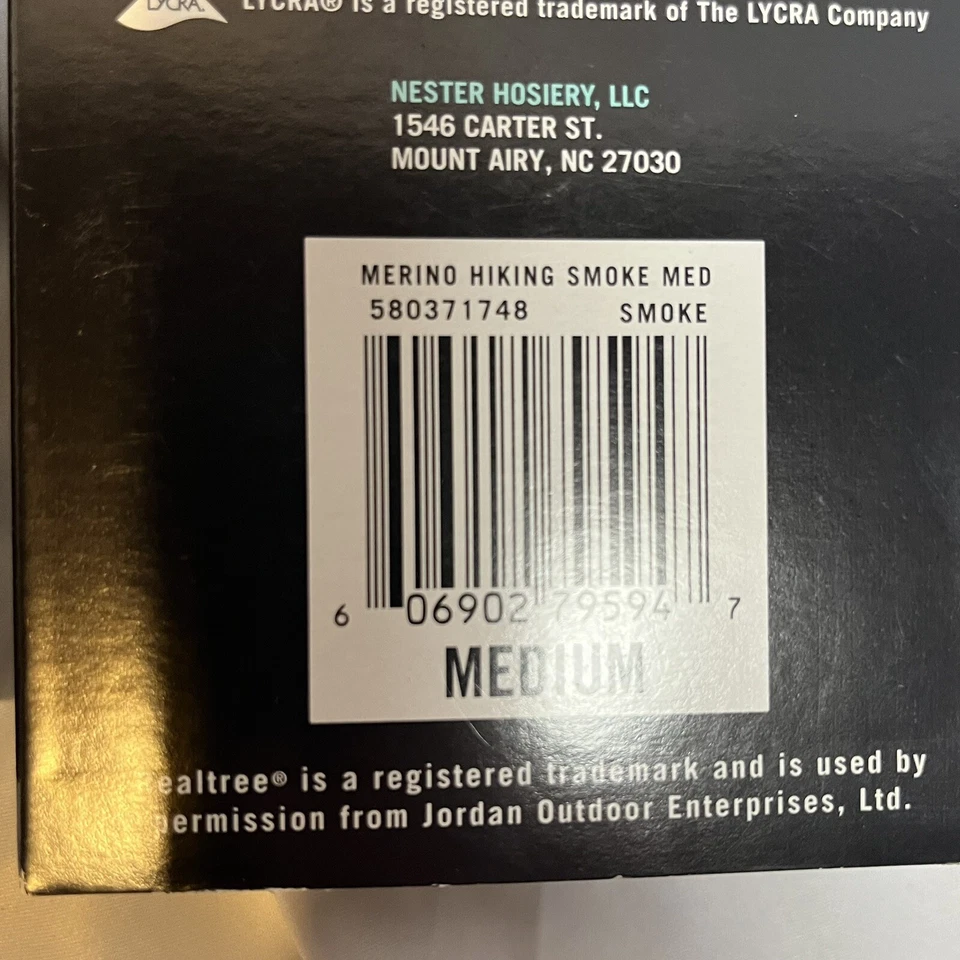 LYCRA.
LYCRA® is a registered trademark of The LYCRA Company
NESTER HOSIERY, LLC
1546 CARTER ST.
MOUNT AIRY, NC 27030
MERINO HIKING SMOKE MED
580371748 SMOKE
6 06902 79594 7
MEDIUM
ealtree® is a registered trademark and is used by
permission from Jordan Outdoor Enterprises, Ltd.